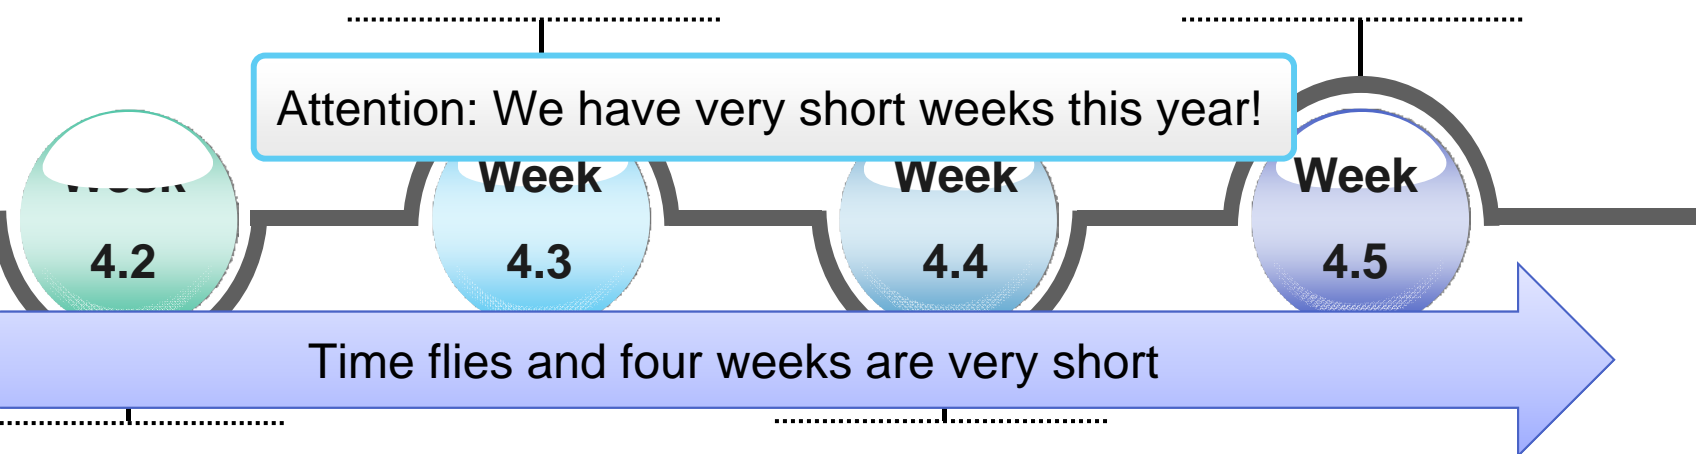 Attention: We have very short weeks this year!
Week
4.2
Week
4.3
Week
4.4
Week
4.5
Time flies and four weeks are very short